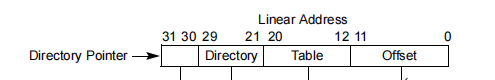 Linear Address
31 30 29 21 20 12 11 0
Directory Pointer Directory Table Offset